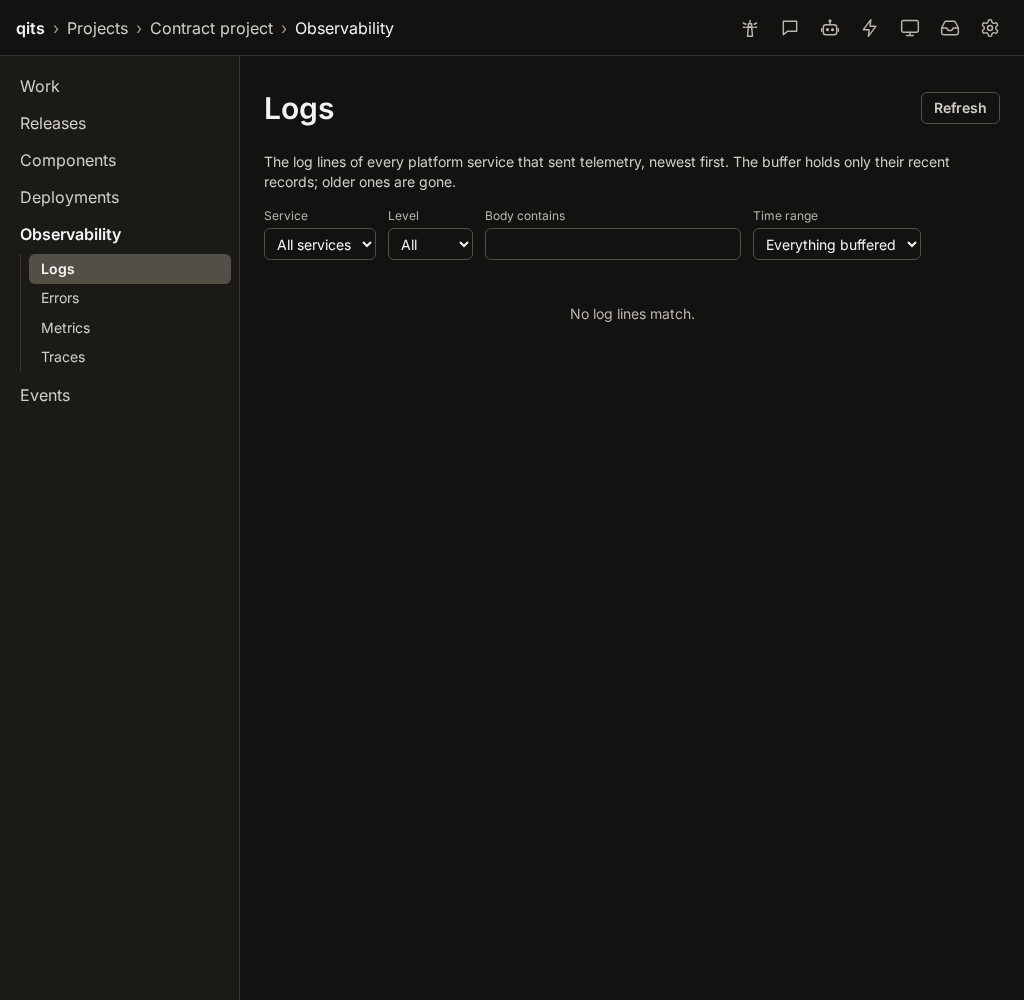 qits › Projects › Contract project › Observability
Work
Releases
Components
Deployments
Observability
Logs
Errors
Metrics
Traces
Events
Logs
Refresh
The log lines of every platform service that sent telemetry, newest first. The buffer holds only their recent
records; older ones are gone.
Service Level Body contains Time range
All services All Everything buffered
No log lines match.